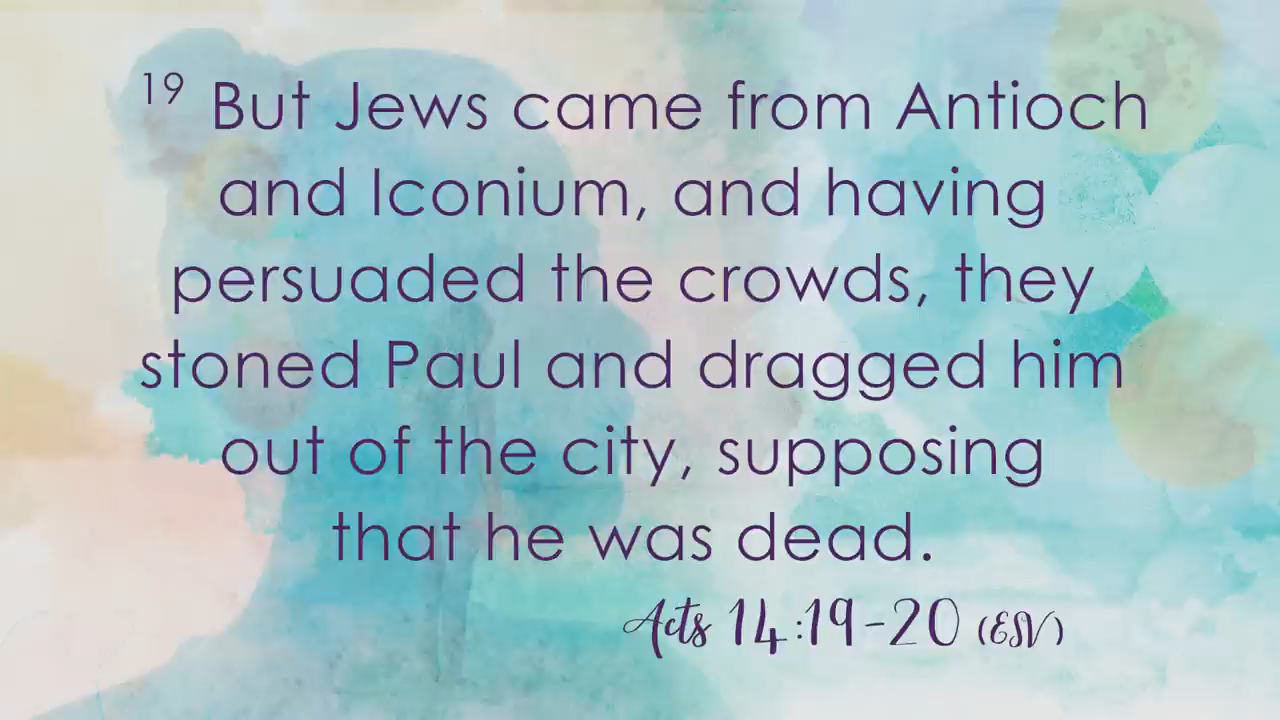 19 But Jews came from Antioch
and Iconium, and having
persuaded the crowds, they
stoned Paul and dragged him
out of the city, supposing
that he was dead.
Acts 14:19-20 (ESV)